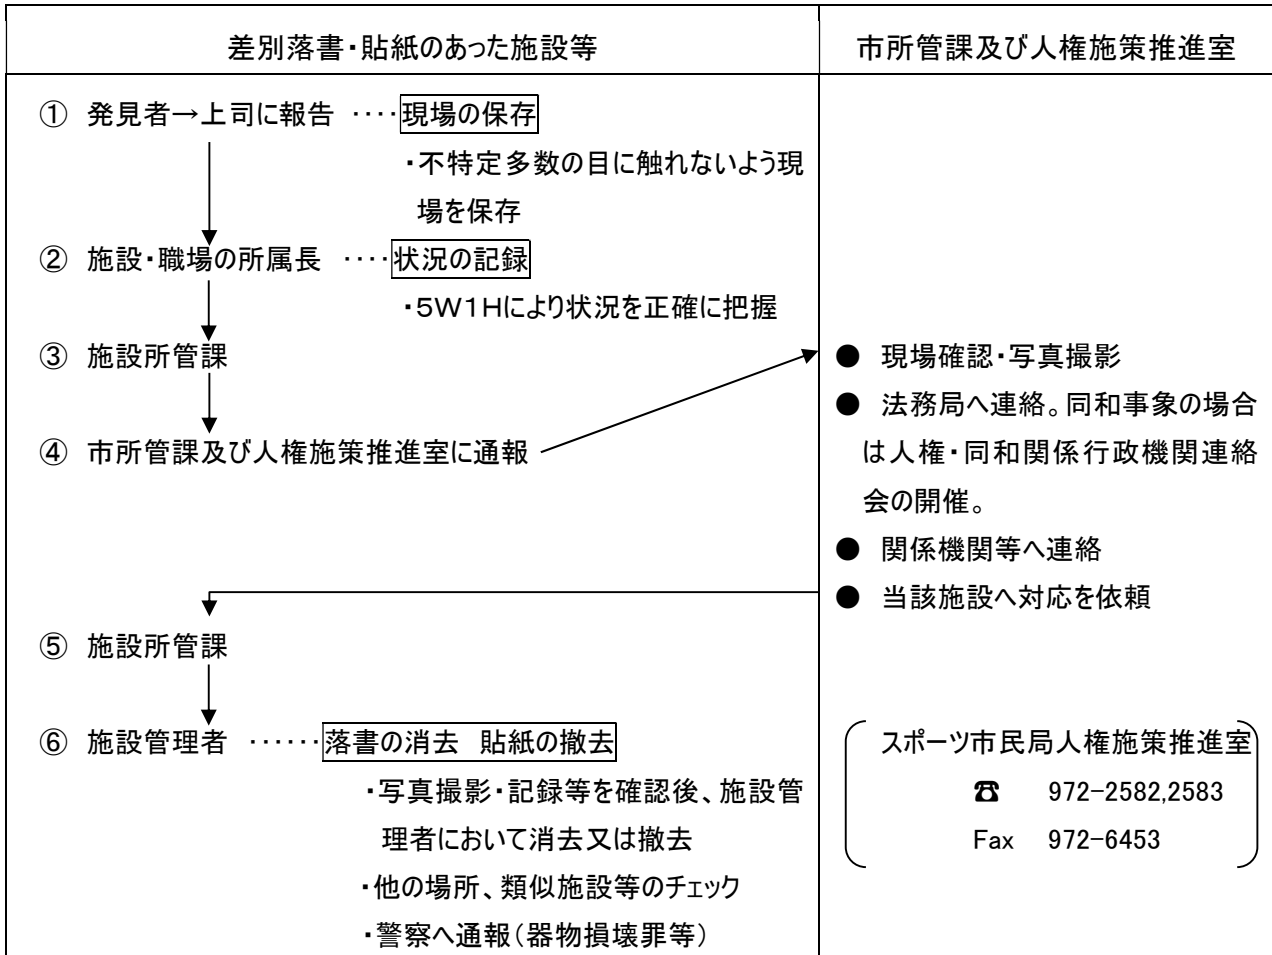 差別落書・貼紙のあった施設等
市所管課及び人権施策推進室
① 発見者→上司に報告 ････現場の保存
・不特定多数の目に触れないよう現
場を保存
② 施設・職場の所属長 ････状況の記録
・5W1Hにより状況を正確に把握
③ 施設所管課
④ 市所管課及び人権施策推進室に通報
● 現場確認・写真撮影
● 法務局へ連絡。同和事象の場合
は人権・同和関係行政機関連絡
会の開催。
● 関係機関等へ連絡
● 当該施設へ対応を依頼
⑤ 施設所管課
⑥ 施設管理者 ･･････落書の消去 貼紙の撤去
・写真撮影・記録等を確認後、施設管
理者において消去又は撤去
・他の場所、類似施設等のチェック
・警察へ通報（器物損壊罪等）
スポーツ市民局人権施策推進室
☎ 972-2582,2583
Fax 972-6453